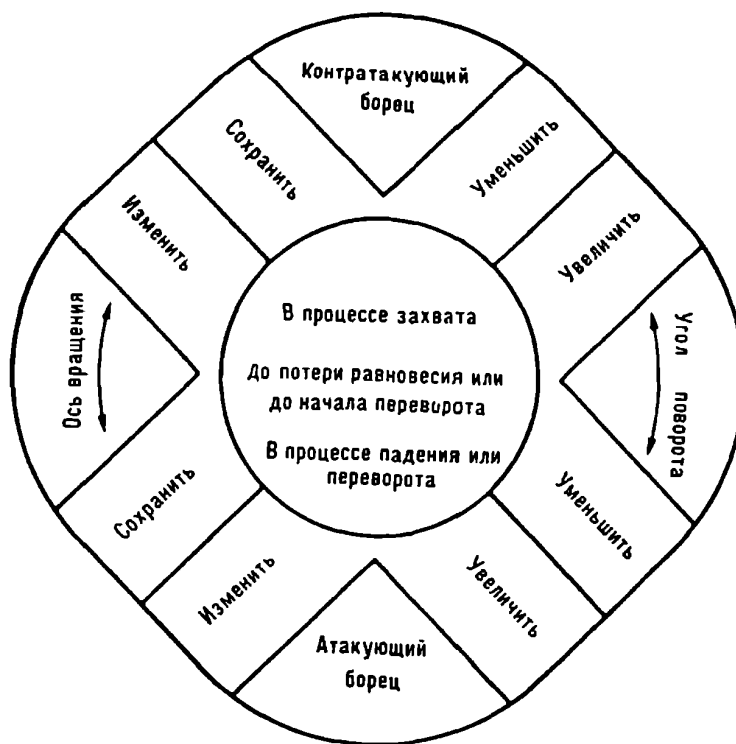 Контратакующий
борец
Сохранить
Уменьшить
Изменить
Увеличить
В процессе захвата
До потери равновесия или
до начала переворота
В процессе падения или
переворота
Ось вращения
Угол поворота
Сохранить
Уменьшить
Изменить
Увеличить
Атакующий
борец